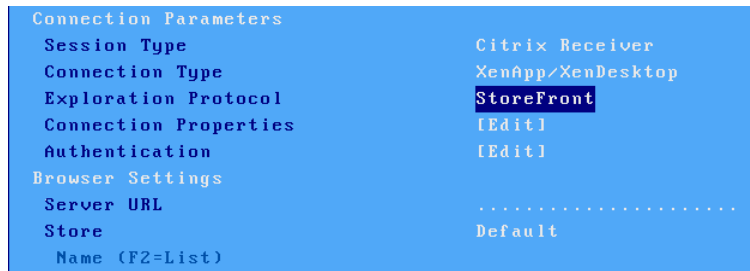 Connection Parameters
Session Type Citrix Receiver
Connection Type XenApp/XenDesktop
Exploration Protocol StoreFront
Connection Properties [Edit]
Authentication [Edit]
Browser Settings
Server URL ......................
Store Default
Name (F2=List)